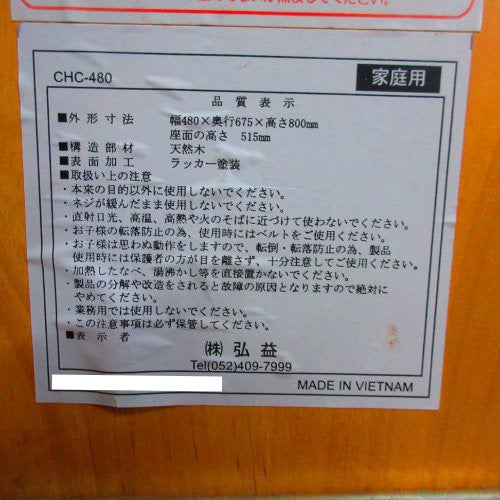 CHC-480
家庭用
品質表示
■外形寸法 幅480×奥行675×高さ800mm
座面の高さ 515mm
■構造部材 天然木
■表面加工 ラッカー塗装
■取扱い上の注意
・本来の目的以外に使用しないでください。
・ネジが緩んだまま使用しないでください。
・直射日光、高温、高熱や火のそばに近づけて使わないでください。
・お子様の転落防止の為、使用時にはベルトをご使用ください。
・お子様は思わぬ動作をしますので、転倒・転落防止の為、製品
使用時には保護者の方が目を離さず、十分注意してご使用ください。
・加熱したなべ、湯沸かし等を直接置かないでください。
・製品の分解や改造をされると故障の原因となりますので絶対に
やめてください。
・業務用では使用しないでください。
・この注意事項は必ず保管してください。
■表示者
㈱ 弘益
Tel(052)409-7999
MADE IN VIETNAM